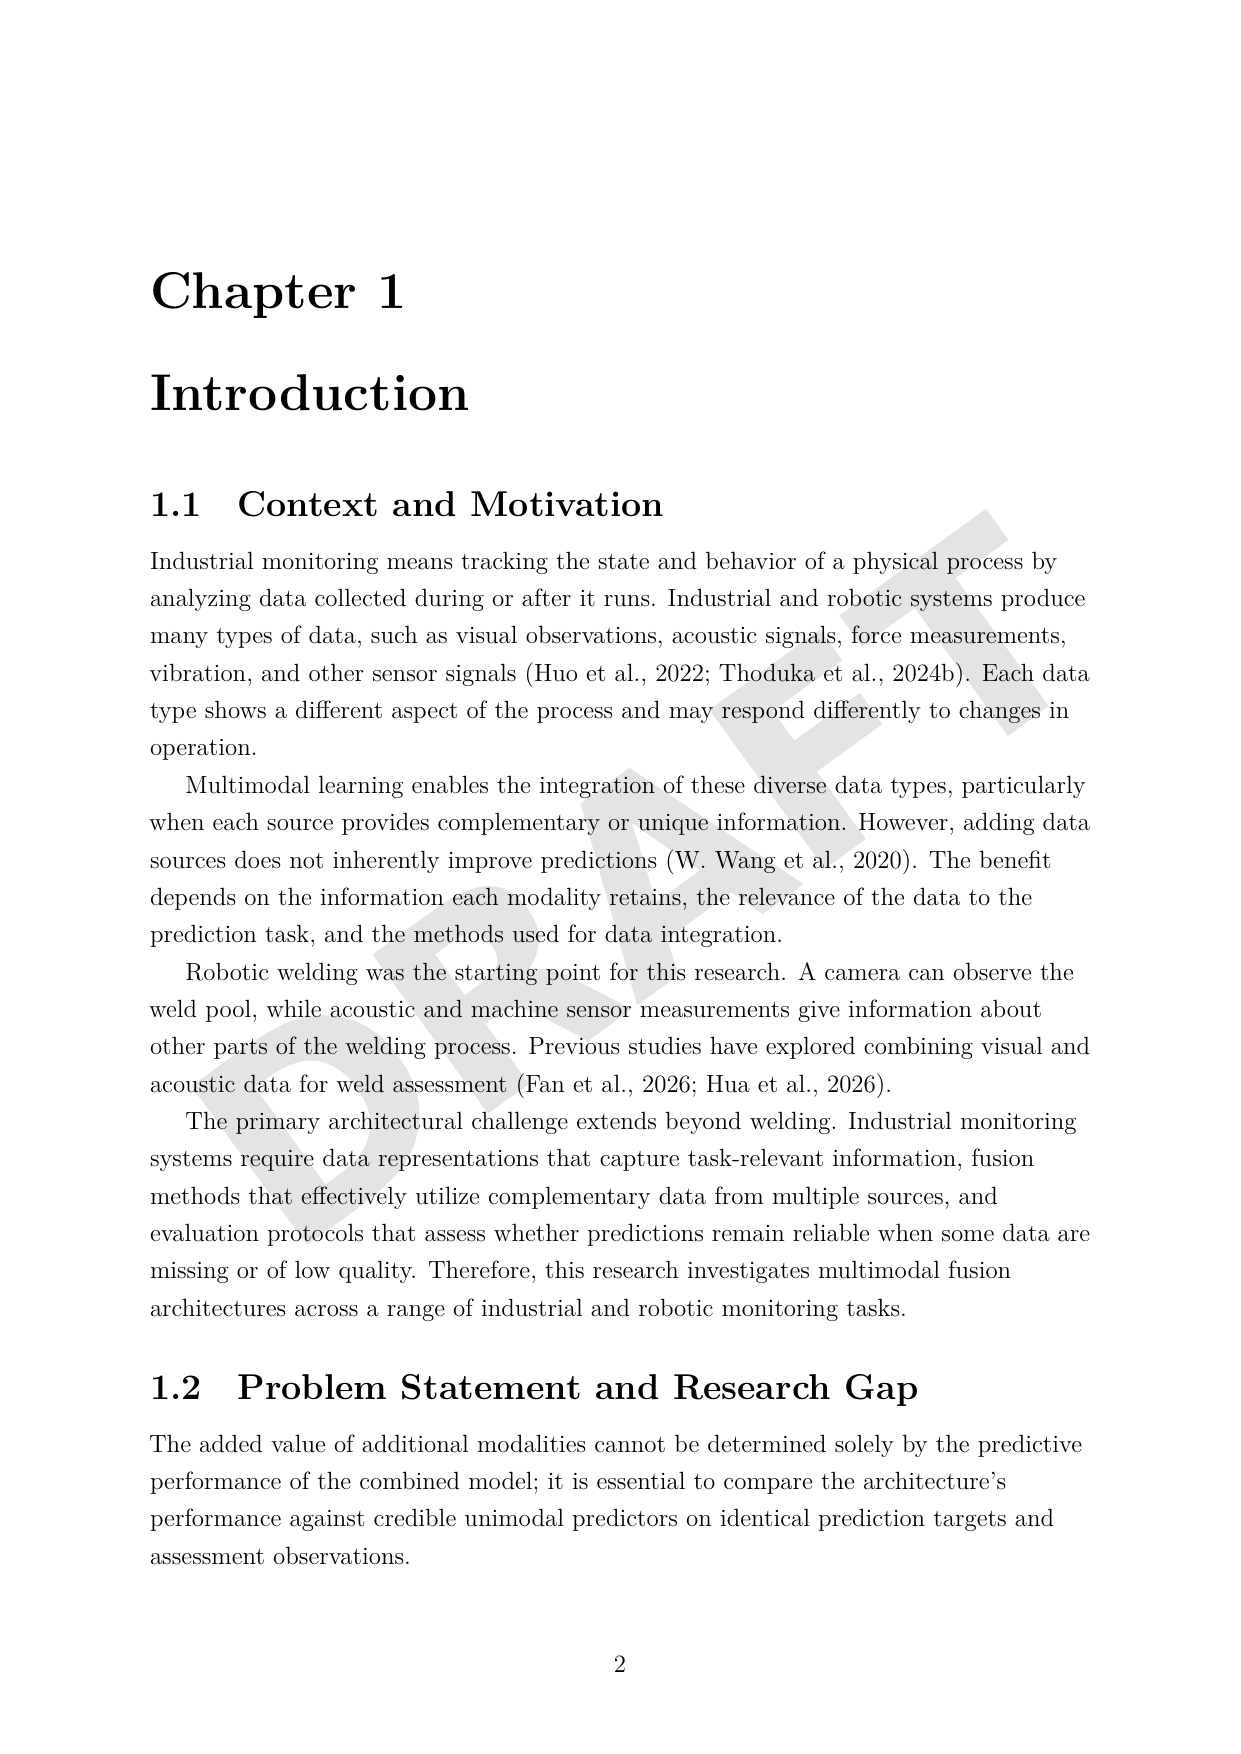 Chapter 1
Introduction
1.1 Context and Motivation
Industrial monitoring means tracking the state and behavior of a physical process by
analyzing data collected during or after it runs. Industrial and robotic systems produce
many types of data, such as visual observations, acoustic signals, force measurements,
vibration, and other sensor signals (Huo et al., 2022; Thoduka et al., 2024b). Each data
type shows a different aspect of the process and may respond differently to changes in
operation.
Multimodal learning enables the integration of these diverse data types, particularly
when each source provides complementary or unique information. However, adding data
sources does not inherently improve predictions (W. Wang et al., 2020). The benefit
depends on the information each modality retains, the relevance of the data to the
prediction task, and the methods used for data integration.
Robotic welding was the starting point for this research. A camera can observe the
weld pool, while acoustic and machine sensor measurements give information about
other parts of the welding process. Previous studies have explored combining visual and
acoustic data for weld assessment (Fan et al., 2026; Hua et al., 2026).
The primary architectural challenge extends beyond welding. Industrial monitoring
systems require data representations that capture task-relevant information, fusion
methods that effectively utilize complementary data from multiple sources, and
evaluation protocols that assess whether predictions remain reliable when some data are
missing or of low quality. Therefore, this research investigates multimodal fusion
architectures across a range of industrial and robotic monitoring tasks.
1.2 Problem Statement and Research Gap
The added value of additional modalities cannot be determined solely by the predictive
performance of the combined model; it is essential to compare the architecture's
performance against credible unimodal predictors on identical prediction targets and
assessment observations.
2
DRAFT